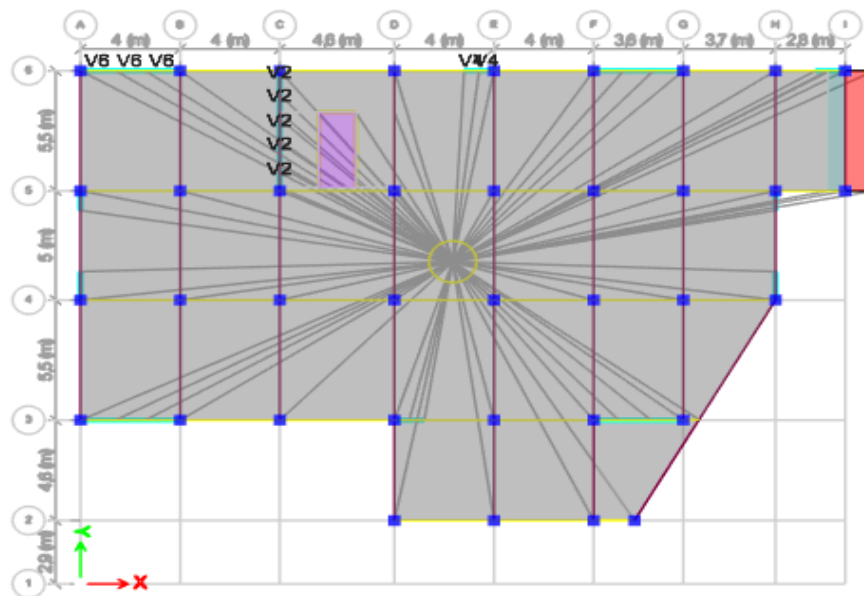 A B C D E F G H I
4 (m) 4 (m) 4,6 (m) 4 (m) 4 (m) 3,6 (m) 3,7 (m) 2,8 (m)
V6 V6 V6 V4 V4
6
V2
V2
5,5 (m)
V2
V2
V2
5
5 (m)
4
5,5 (m)
3
4,6 (m)
2
Y
2,9 (m)
1
X